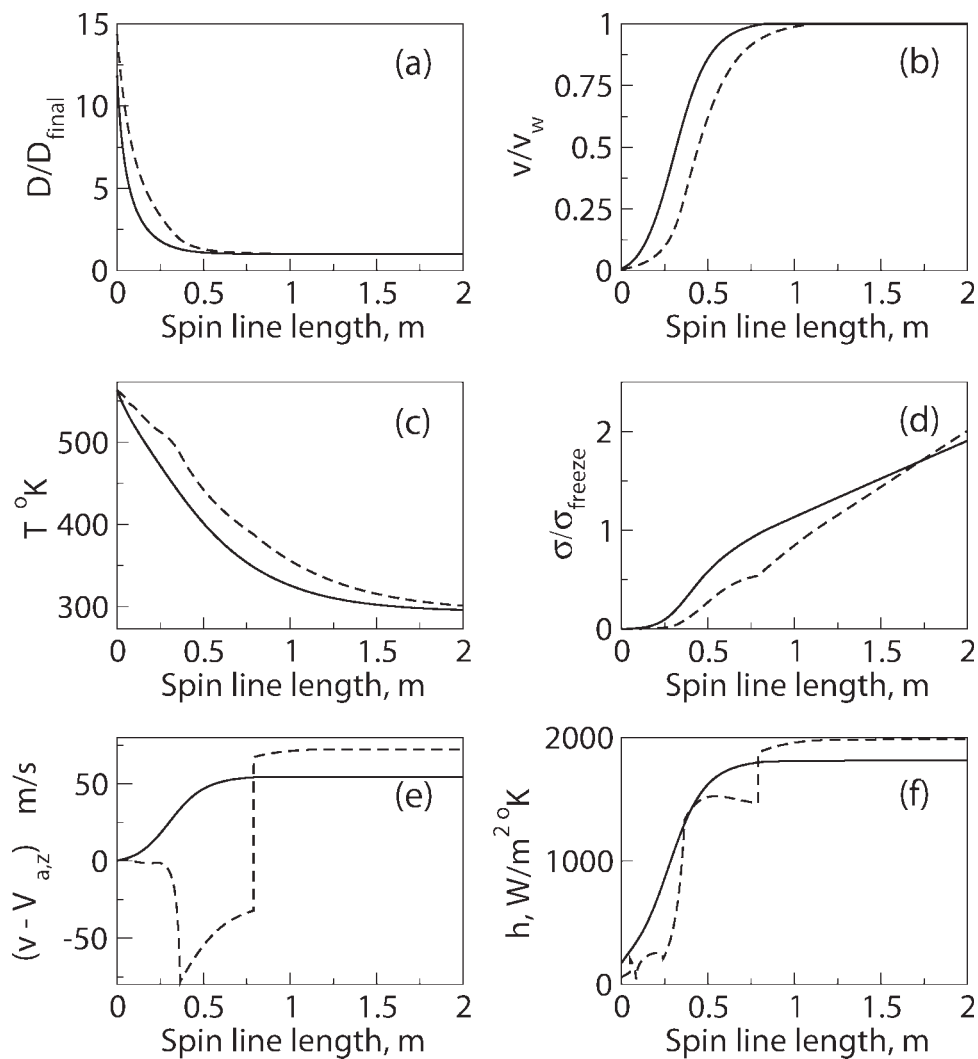 15
10
5
0
D/D_final
(a)
0 0.5 1 1.5 2
Spin line length, m
1
0.75
0.5
0.25
0
v/v_w
(b)
0 0.5 1 1.5 2
Spin line length, m
500
400
300
T °K
(c)
0 0.5 1 1.5 2
Spin line length, m
2
1
0
σ/σ_freeze
(d)
0 0.5 1 1.5 2
Spin line length, m
50
0
-50
(v - V_a,z) m/s
(e)
0 0.5 1 1.5 2
Spin line length, m
2000
1000
0
h, W/m² °K
(f)
0 0.5 1 1.5 2
Spin line length, m